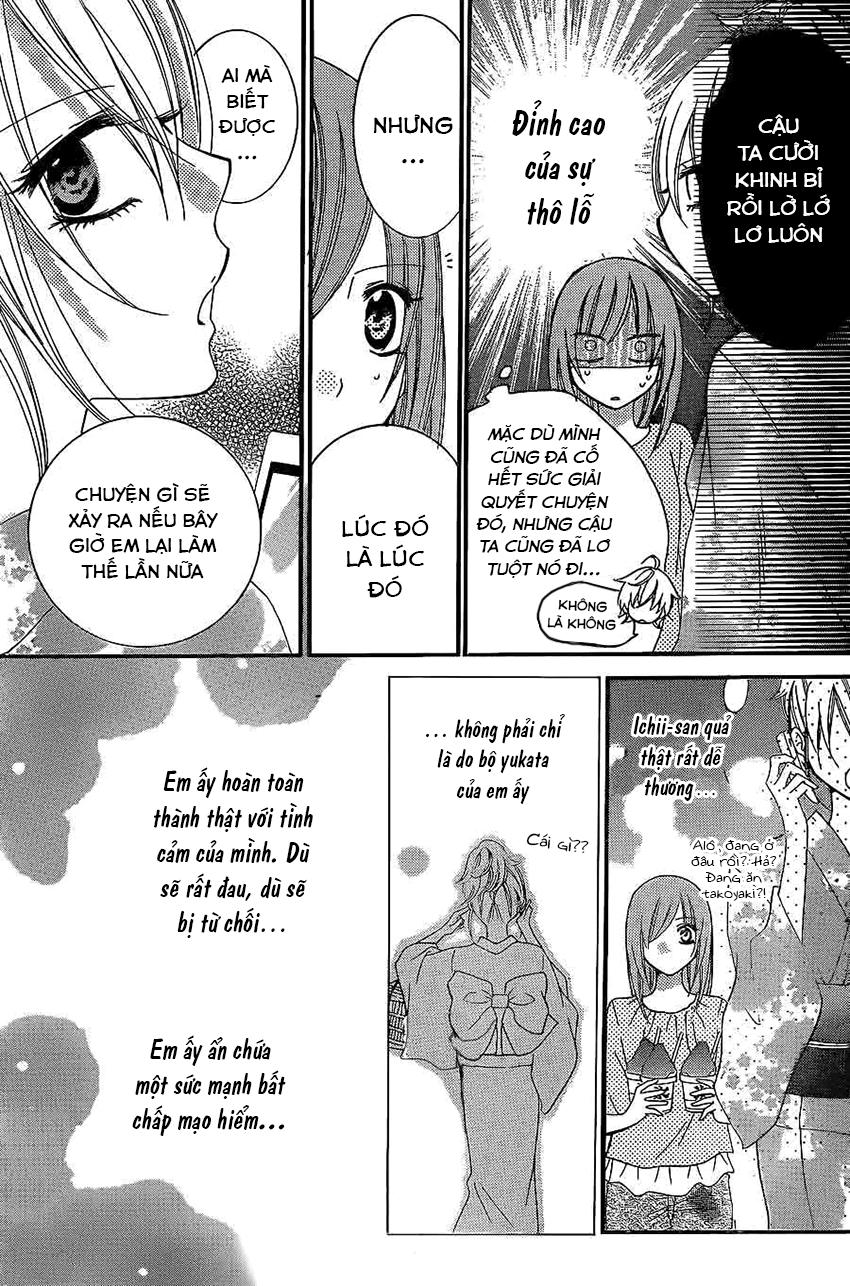 CẬU
TA CƯỜI
KHINH BỈ
RỒI LỜ LỚ
LƠ LUÔN
Đỉnh cao
của sự
thô lỗ
MẶC DÙ MÌNH
CŨNG ĐÃ CỐ
HẾT SỨC GIẢI
QUYẾT CHUYỆN
ĐÓ, NHƯNG CẬU
TA CŨNG ĐÃ LƠ
TUỘT NÓ ĐI...
KHÔNG
LÀ KHÔNG
NHƯNG
...
LÚC ĐÓ
LÀ LÚC
ĐÓ
AI MÀ
BIẾT
ĐƯỢC
...
CHUYỆN GÌ SẼ
XẢY RA NẾU BÂY
GIỜ EM LẠI LÀM
THẾ LẦN NỮA
Ichii-san quả
thật rất dễ
thương...
Alô, đang ở
đâu rồi? Hả?
Đang ăn
takoyaki?!
... không phải chỉ
là do bộ yukata
của em ấy
Cái gì??
Em ấy hoàn toàn
thành thật với tình
cảm của mình. Dù
sẽ rất đau, dù sẽ
bị từ chối...
Em ấy ẩn chứa
một sức mạnh bất
chấp mạo hiểm...